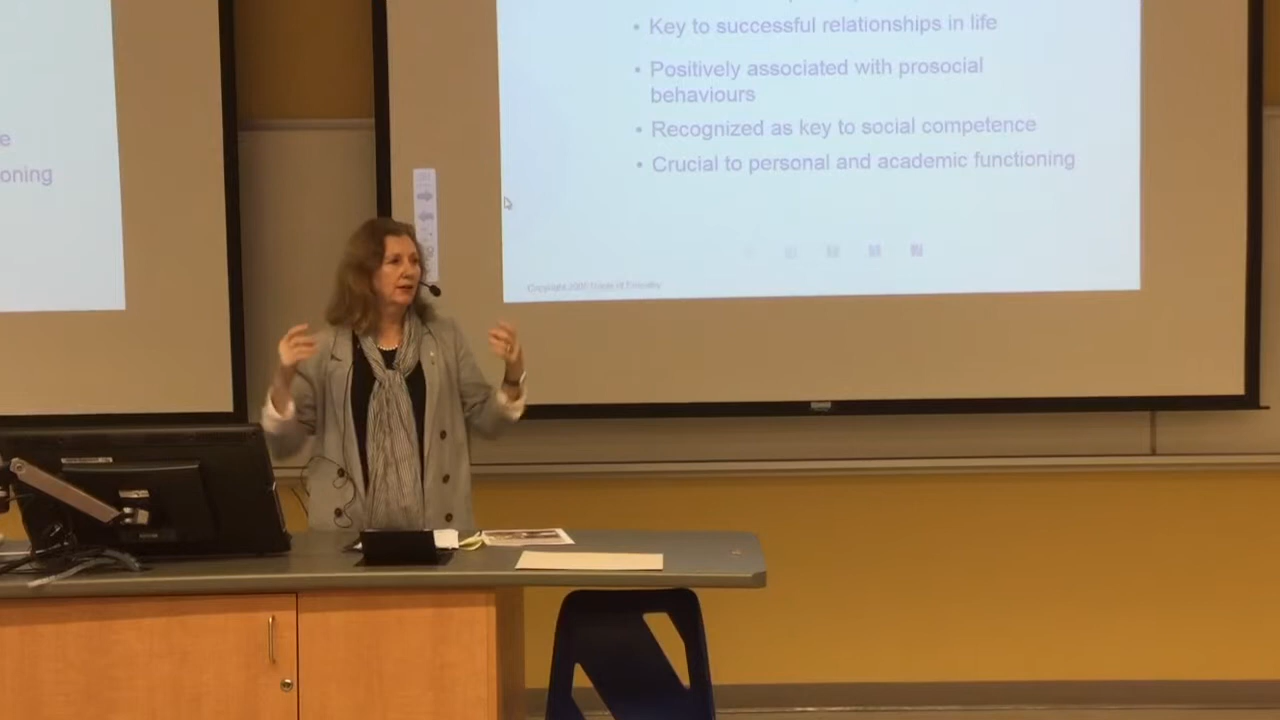 • Key to successful relationships in life
• Positively associated with prosocial
behaviours
• Recognized as key to social competence
• Crucial to personal and academic functioning
e
oning